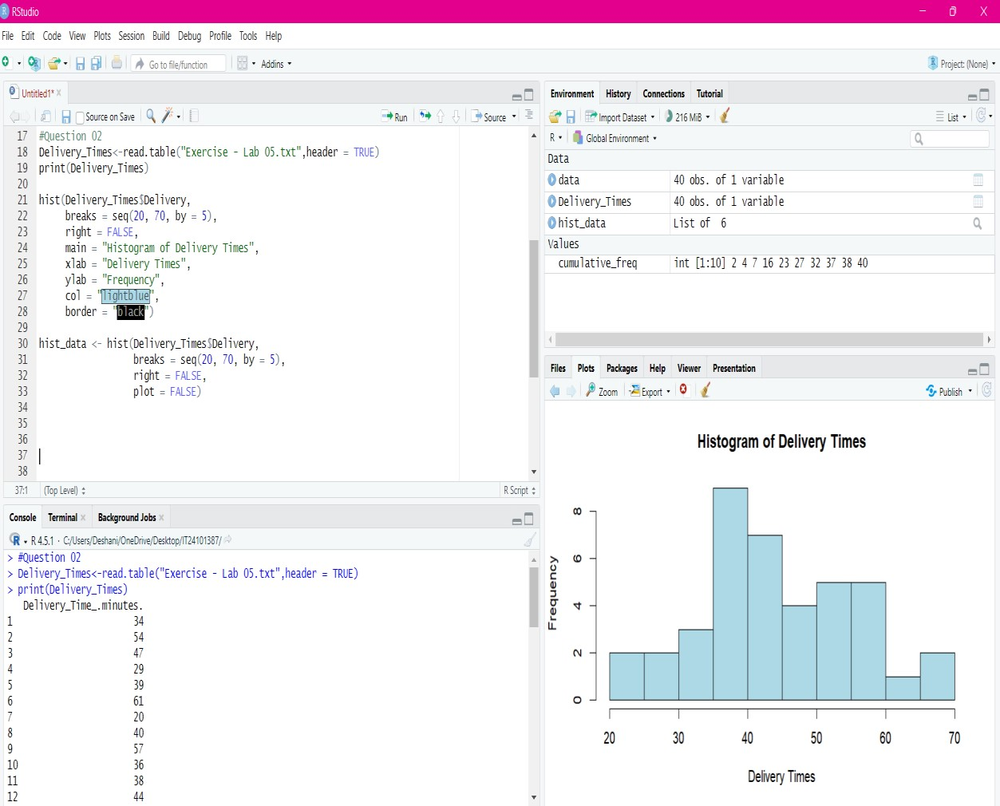 RStudio
File Edit Code View Plots Session Build Debug Profile Tools Help
Go to file/function Addins
Project: (None)
Untitled1*
Source on Save Run Source
17 #Question 02
18 Delivery_Times<-read.table("Exercise - Lab 05.txt",header = TRUE)
19 print(Delivery_Times)
20
21 hist(Delivery_Times$Delivery,
22 breaks = seq(20, 70, by = 5),
23 right = FALSE,
24 main = "Histogram of Delivery Times",
25 xlab = "Delivery Times",
26 ylab = "Frequency",
27 col = "lightblue",
28 border = "black")
29
30 hist_data <- hist(Delivery_Times$Delivery,
31 breaks = seq(20, 70, by = 5),
32 right = FALSE,
33 plot = FALSE)
34
35
36
37
38
37:1 (Top Level) R Script
Console Terminal Background Jobs
R 4.5.1 · C:/Users/Deshani/OneDrive/Desktop/IT24101387/
> #Question 02
> Delivery_Times<-read.table("Exercise - Lab 05.txt",header = TRUE)
> print(Delivery_Times)
Delivery_Time_.minutes.
1 34
2 54
3 47
4 29
5 39
6 61
7 20
8 40
9 57
10 36
11 38
12 44
Environment History Connections Tutorial
Import Dataset 216 MiB List
R Global Environment
Data
data 40 obs. of 1 variable
Delivery_Times 40 obs. of 1 variable
hist_data List of 6
Values
cumulative_freq int [1:10] 2 4 7 16 23 27 32 37 38 40
Files Plots Packages Help Viewer Presentation
Zoom Export Publish
Histogram of Delivery Times
Frequency
8
6
4
2
0
20 30 40 50 60 70
Delivery Times